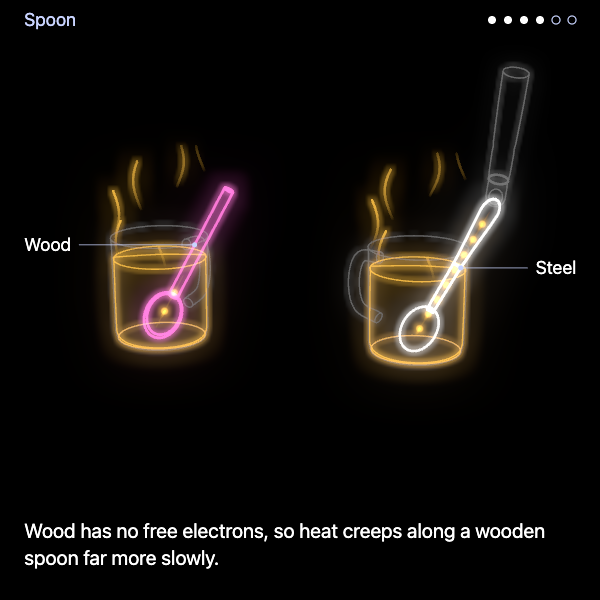 Spoon
Wood
Steel
Wood has no free electrons, so heat creeps along a wooden
spoon far more slowly.